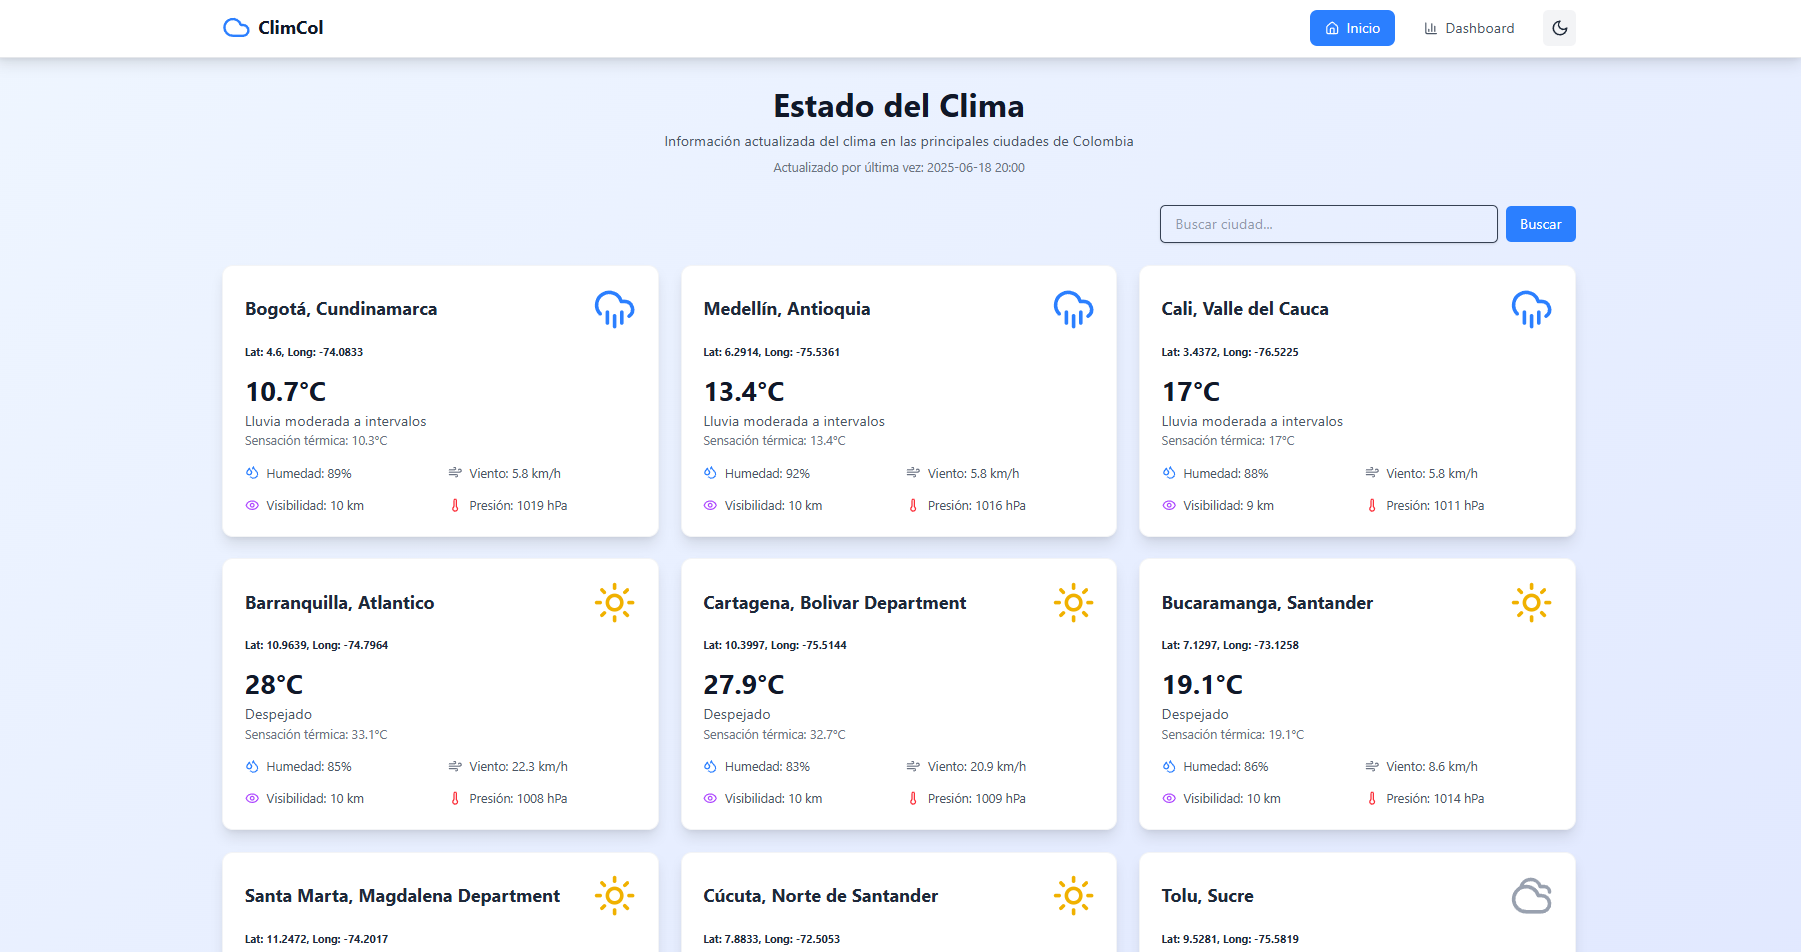 ClimCol
Inicio
Dashboard
Estado del Clima
Información actualizada del clima en las principales ciudades de Colombia
Actualizado por última vez: 2025-06-18 20:00
Buscar ciudad...
Buscar
Bogotá, Cundinamarca
Lat: 4.6, Long: -74.0833
10.7°C
Lluvia moderada a intervalos
Sensación térmica: 10.3°C
Humedad: 89%
Viento: 5.8 km/h
Visibilidad: 10 km
Presión: 1019 hPa
Medellín, Antioquia
Lat: 6.2914, Long: -75.5361
13.4°C
Lluvia moderada a intervalos
Sensación térmica: 13.4°C
Humedad: 92%
Viento: 5.8 km/h
Visibilidad: 10 km
Presión: 1016 hPa
Cali, Valle del Cauca
Lat: 3.4372, Long: -76.5225
17°C
Lluvia moderada a intervalos
Sensación térmica: 17°C
Humedad: 88%
Viento: 5.8 km/h
Visibilidad: 9 km
Presión: 1011 hPa
Barranquilla, Atlantico
Lat: 10.9639, Long: -74.7964
28°C
Despejado
Sensación térmica: 33.1°C
Humedad: 85%
Viento: 22.3 km/h
Visibilidad: 10 km
Presión: 1008 hPa
Cartagena, Bolivar Department
Lat: 10.3997, Long: -75.5144
27.9°C
Despejado
Sensación térmica: 32.7°C
Humedad: 83%
Viento: 20.9 km/h
Visibilidad: 10 km
Presión: 1009 hPa
Bucaramanga, Santander
Lat: 7.1297, Long: -73.1258
19.1°C
Despejado
Sensación térmica: 19.1°C
Humedad: 86%
Viento: 8.6 km/h
Visibilidad: 10 km
Presión: 1014 hPa
Santa Marta, Magdalena Department
Lat: 11.2472, Long: -74.2017
Cúcuta, Norte de Santander
Lat: 7.8833, Long: -72.5053
Tolu, Sucre
Lat: 9.5281, Long: -75.5819